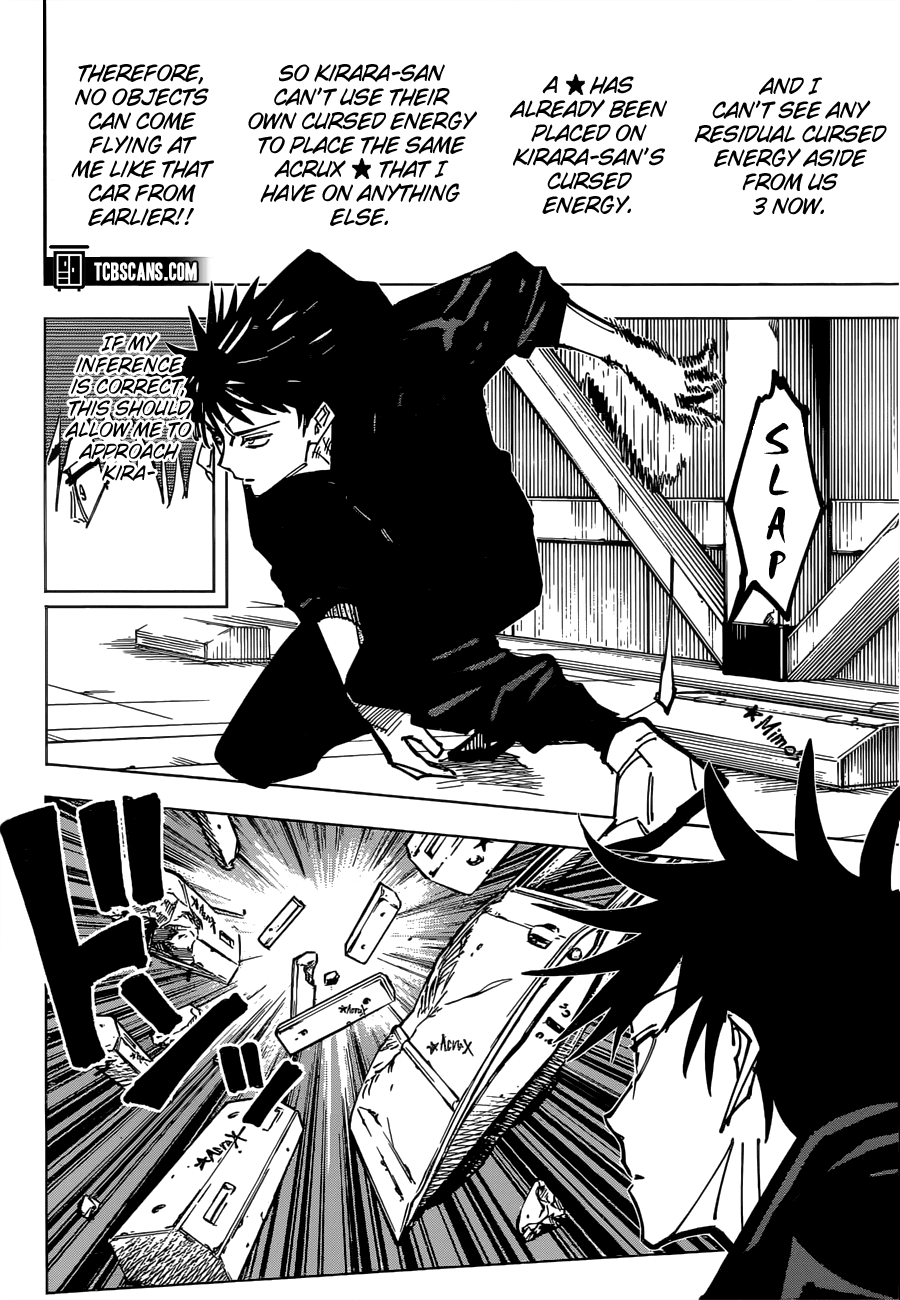 AND I
CAN'T SEE ANY
RESIDUAL CURSED
ENERGY ASIDE
FROM US
3 NOW.
A ★ HAS
ALREADY BEEN
PLACED ON
KIRARA-SAN'S
CURSED
ENERGY.
SO KIRARA-SAN
CAN'T USE THEIR
OWN CURSED ENERGY
TO PLACE THE SAME
ACRUX ★ THAT I
HAVE ON ANYTHING
ELSE.
THEREFORE,
NO OBJECTS
CAN COME
FLYING AT
ME LIKE THAT
CAR FROM
EARLIER!!
TCBSCANS.COM
SLAP
★Mimo
IF MY
INFERENCE
IS CORRECT,
THIS SHOULD
ALLOW ME TO
APPROACH
KIRA-
★Acrux
★Acrux
★Acrux